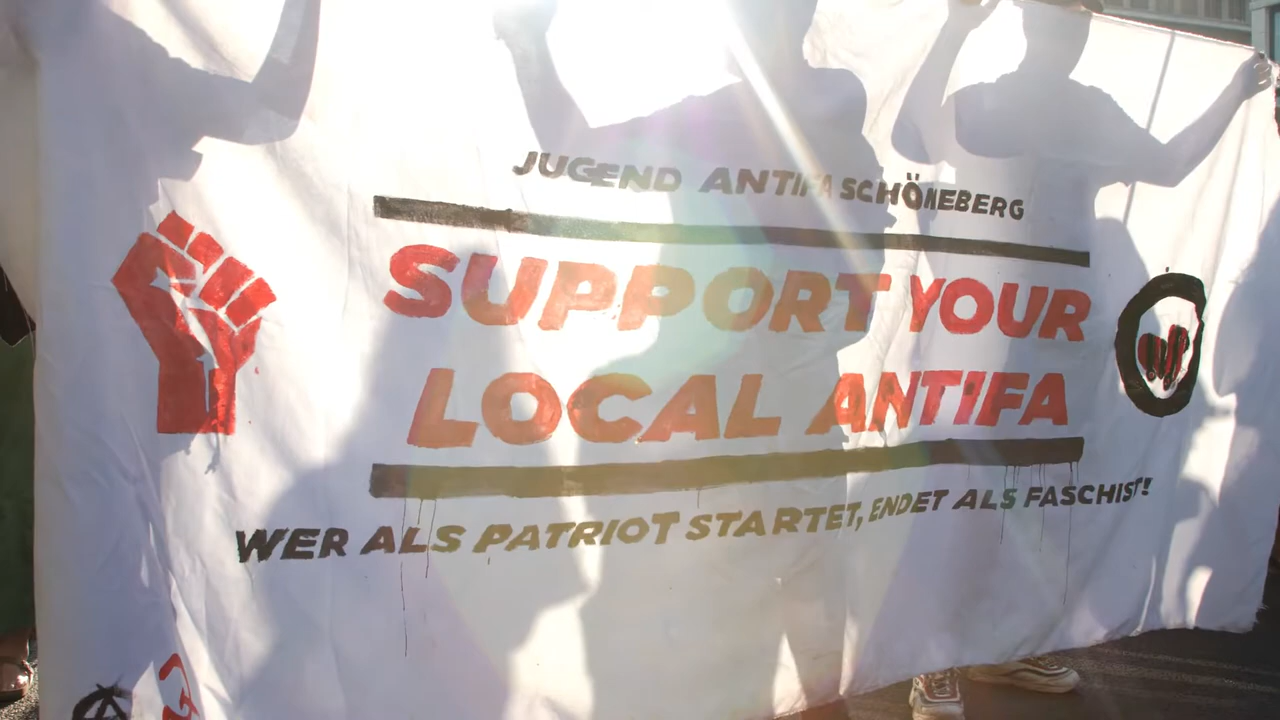 JUGEND ANTIFA SCHÖNEBERG
SUPPORT YOUR
LOCAL ANTIFA
WER ALS PATRIOT STARTET, ENDET ALS FASCHIST!